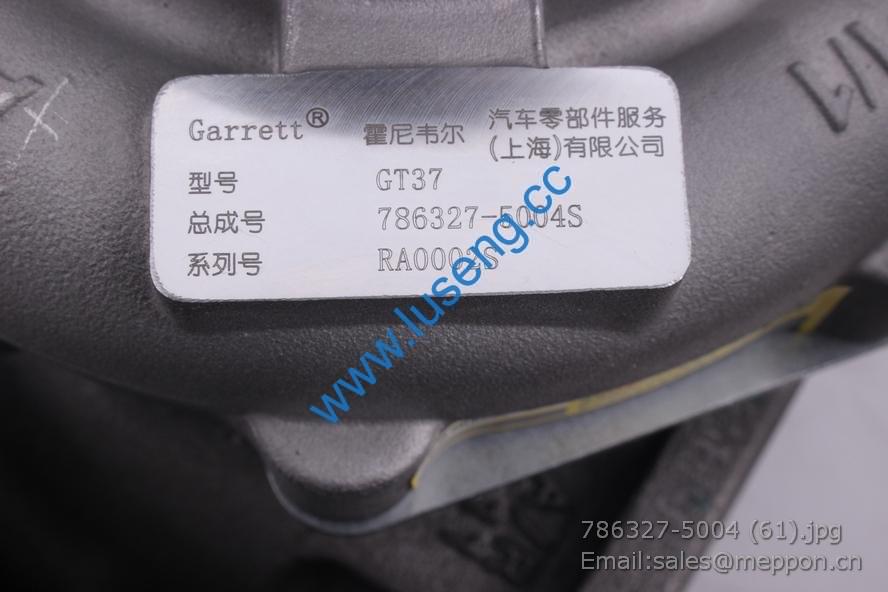 Garrett® 霍尼韦尔 汽车零部件服务
(上海)有限公司
型号 GT37
总成号 786327-5004S
系列号 RA0002S
www.luseng.cc
786327-5004 (61).jpg
Email:sales@meppon.cn